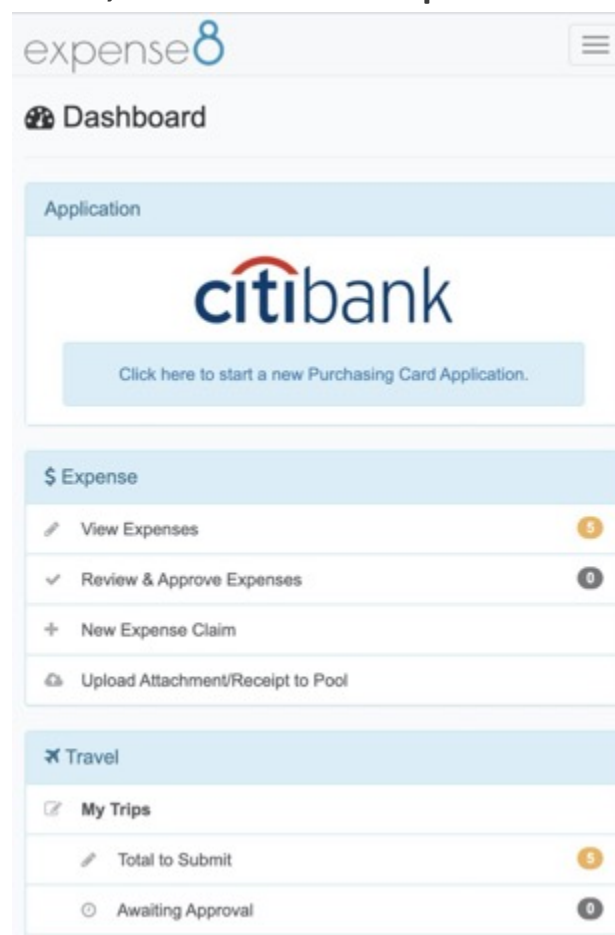 expense8
Dashboard
Application
citibank
Click here to start a new Purchasing Card Application.
$ Expense
View Expenses 5
Review & Approve Expenses 0
New Expense Claim
Upload Attachment/Receipt to Pool
Travel
My Trips
Total to Submit 5
Awaiting Approval 0